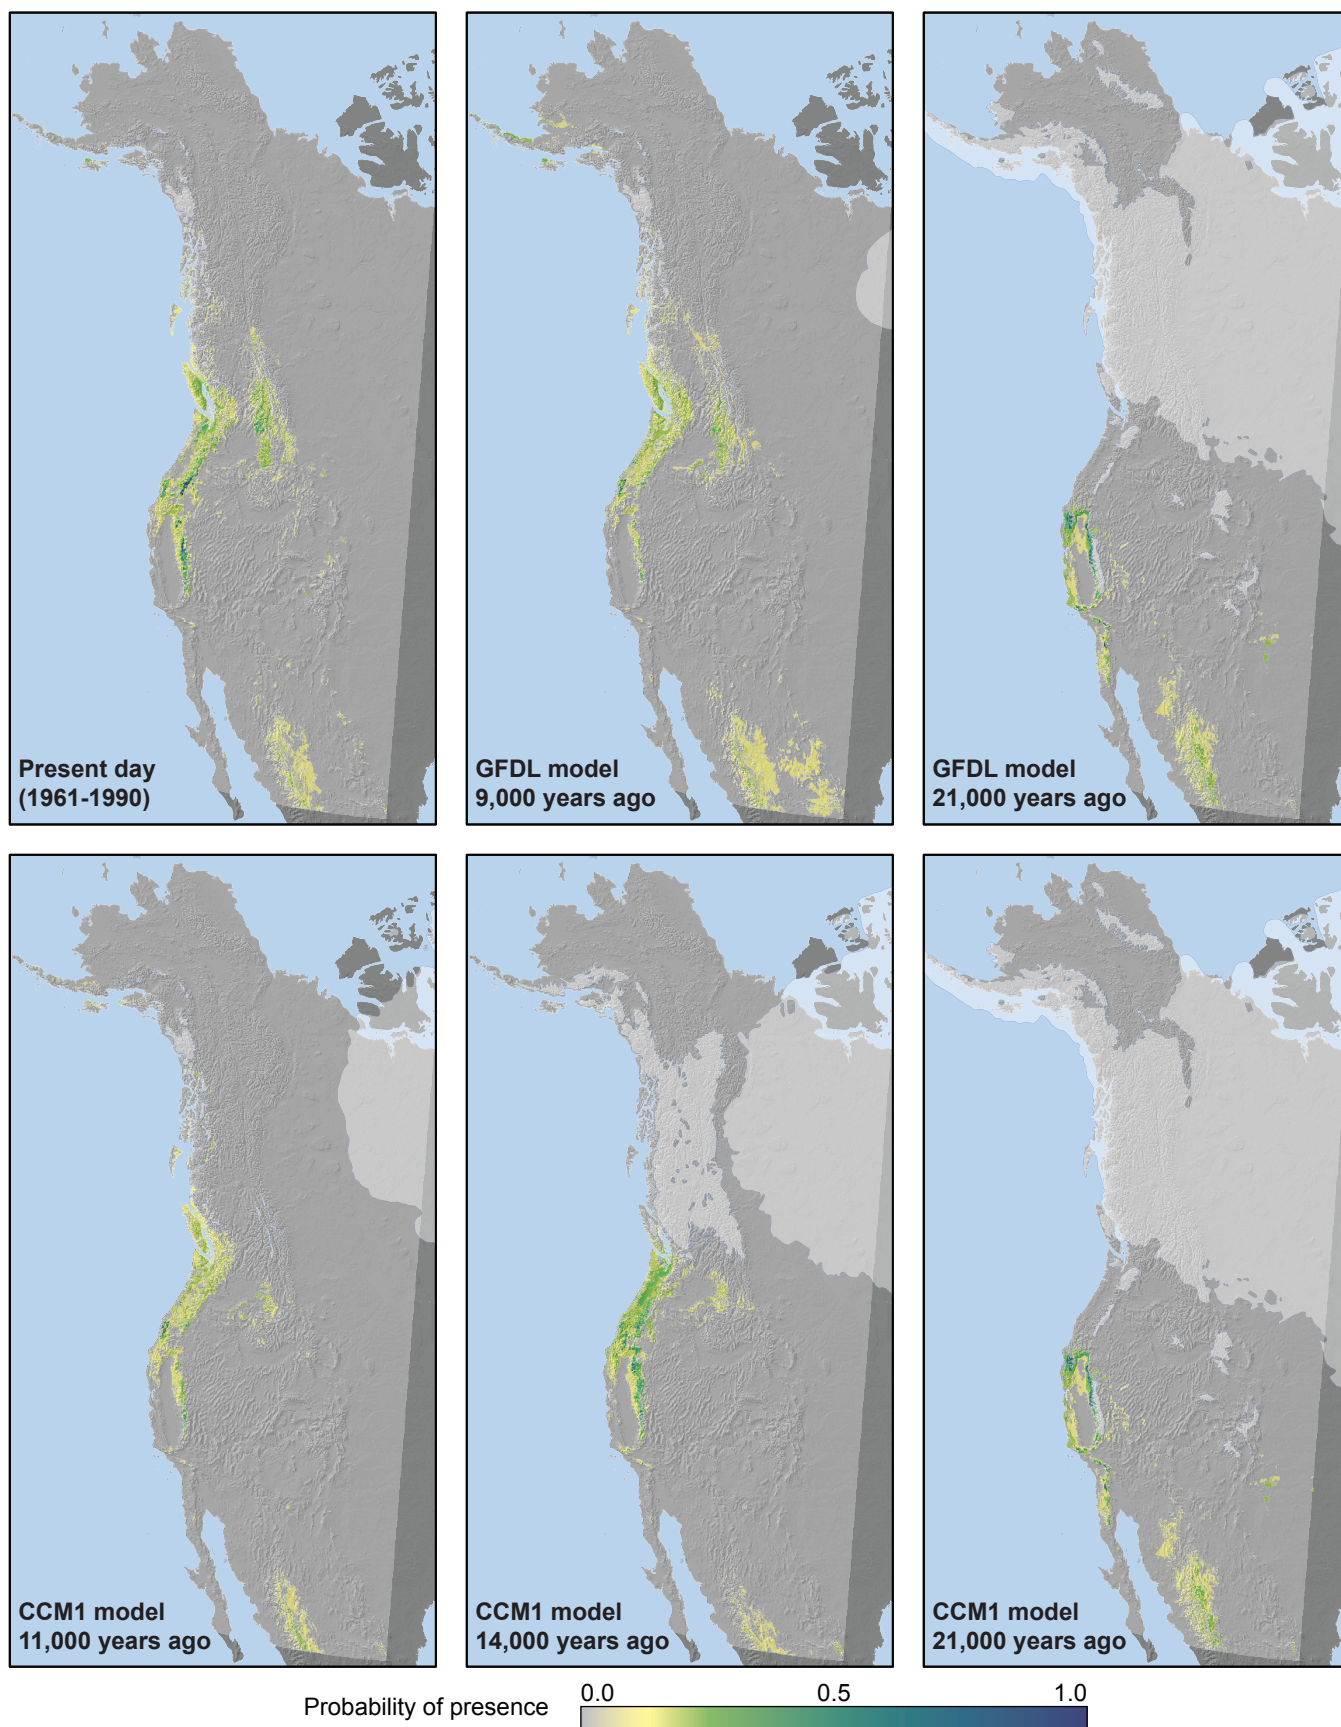 Present day
(1961-1990)
GFDL model
9,000 years ago
GFDL model
21,000 years ago
CCM1 model
11,000 years ago
CCM1 model
14,000 years ago
CCM1 model
21,000 years ago
Probability of presence
0.0 0.5 1.0